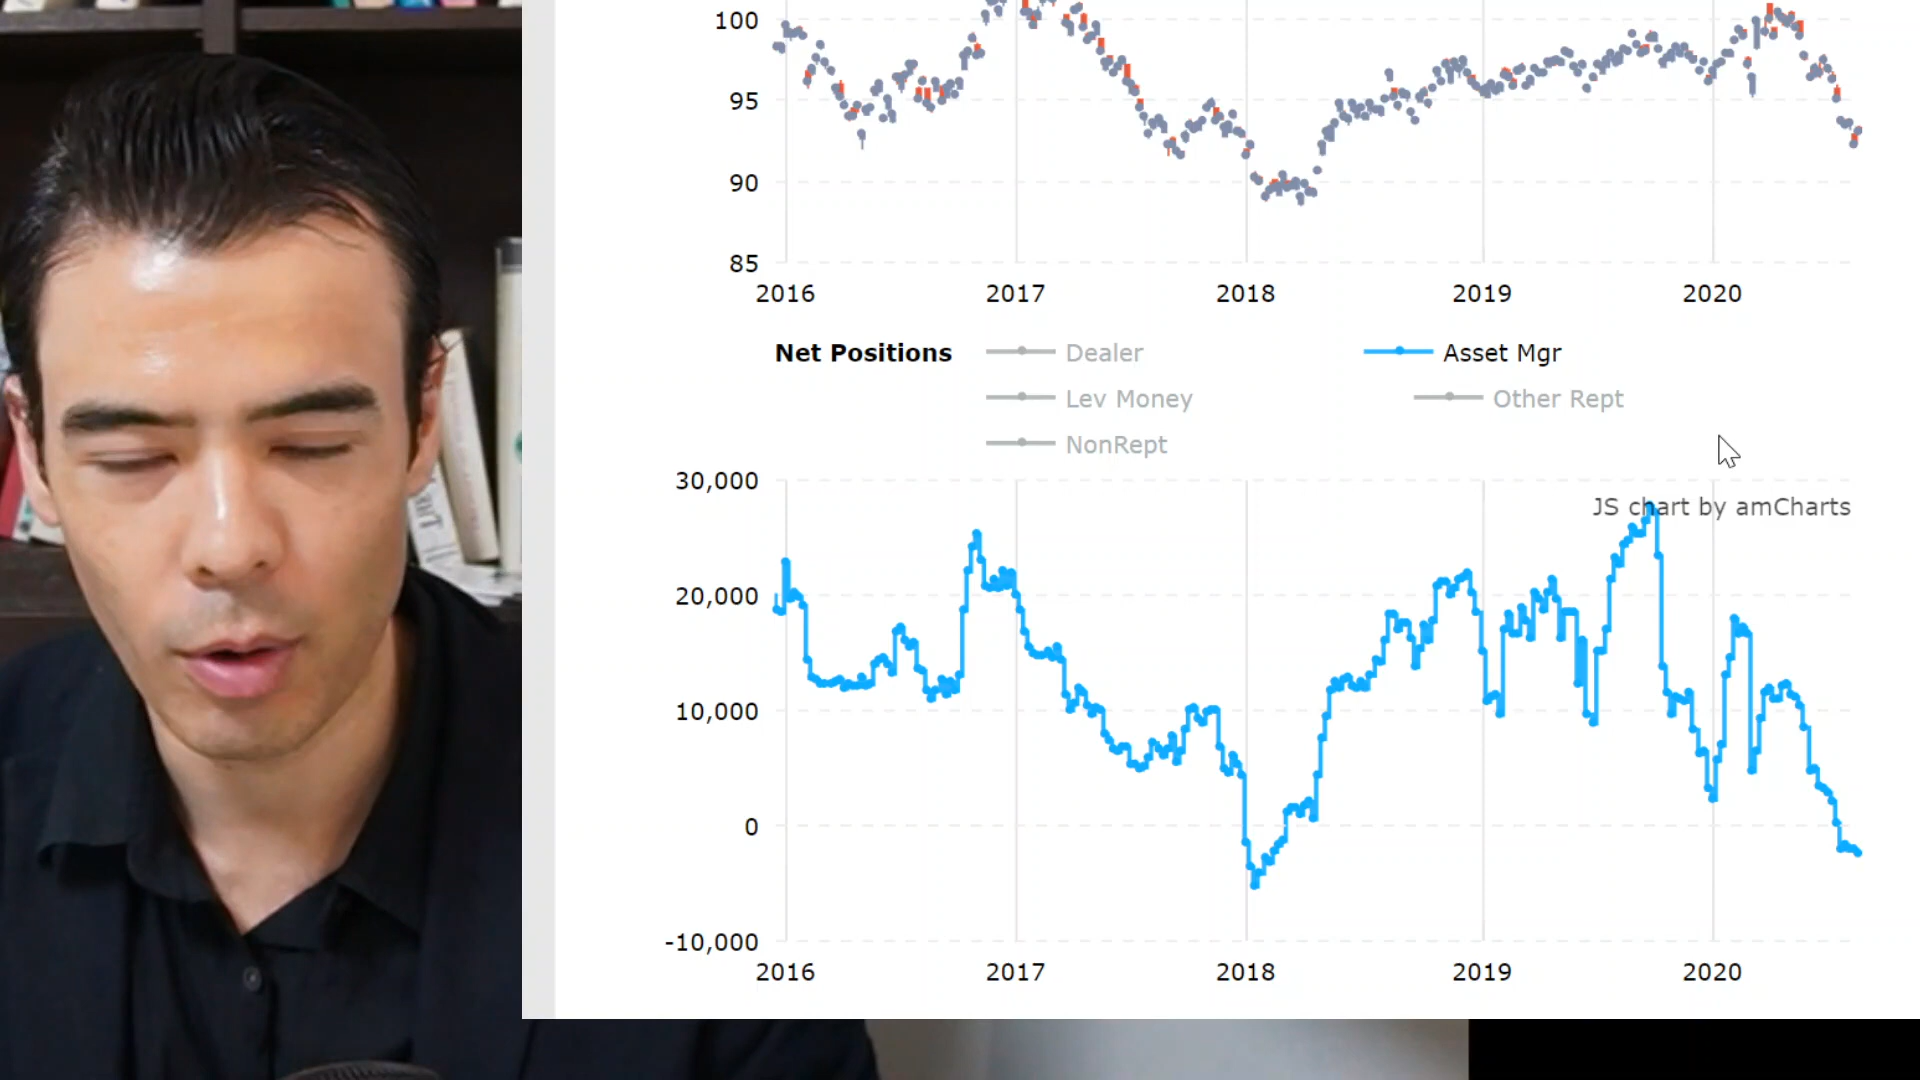 100
95
90
85
2016 2017 2018 2019 2020
Net Positions Dealer Asset Mgr
Lev Money Other Rept
NonRept
30,000
JS chart by amCharts
20,000
10,000
0
-10,000
2016 2017 2018 2019 2020